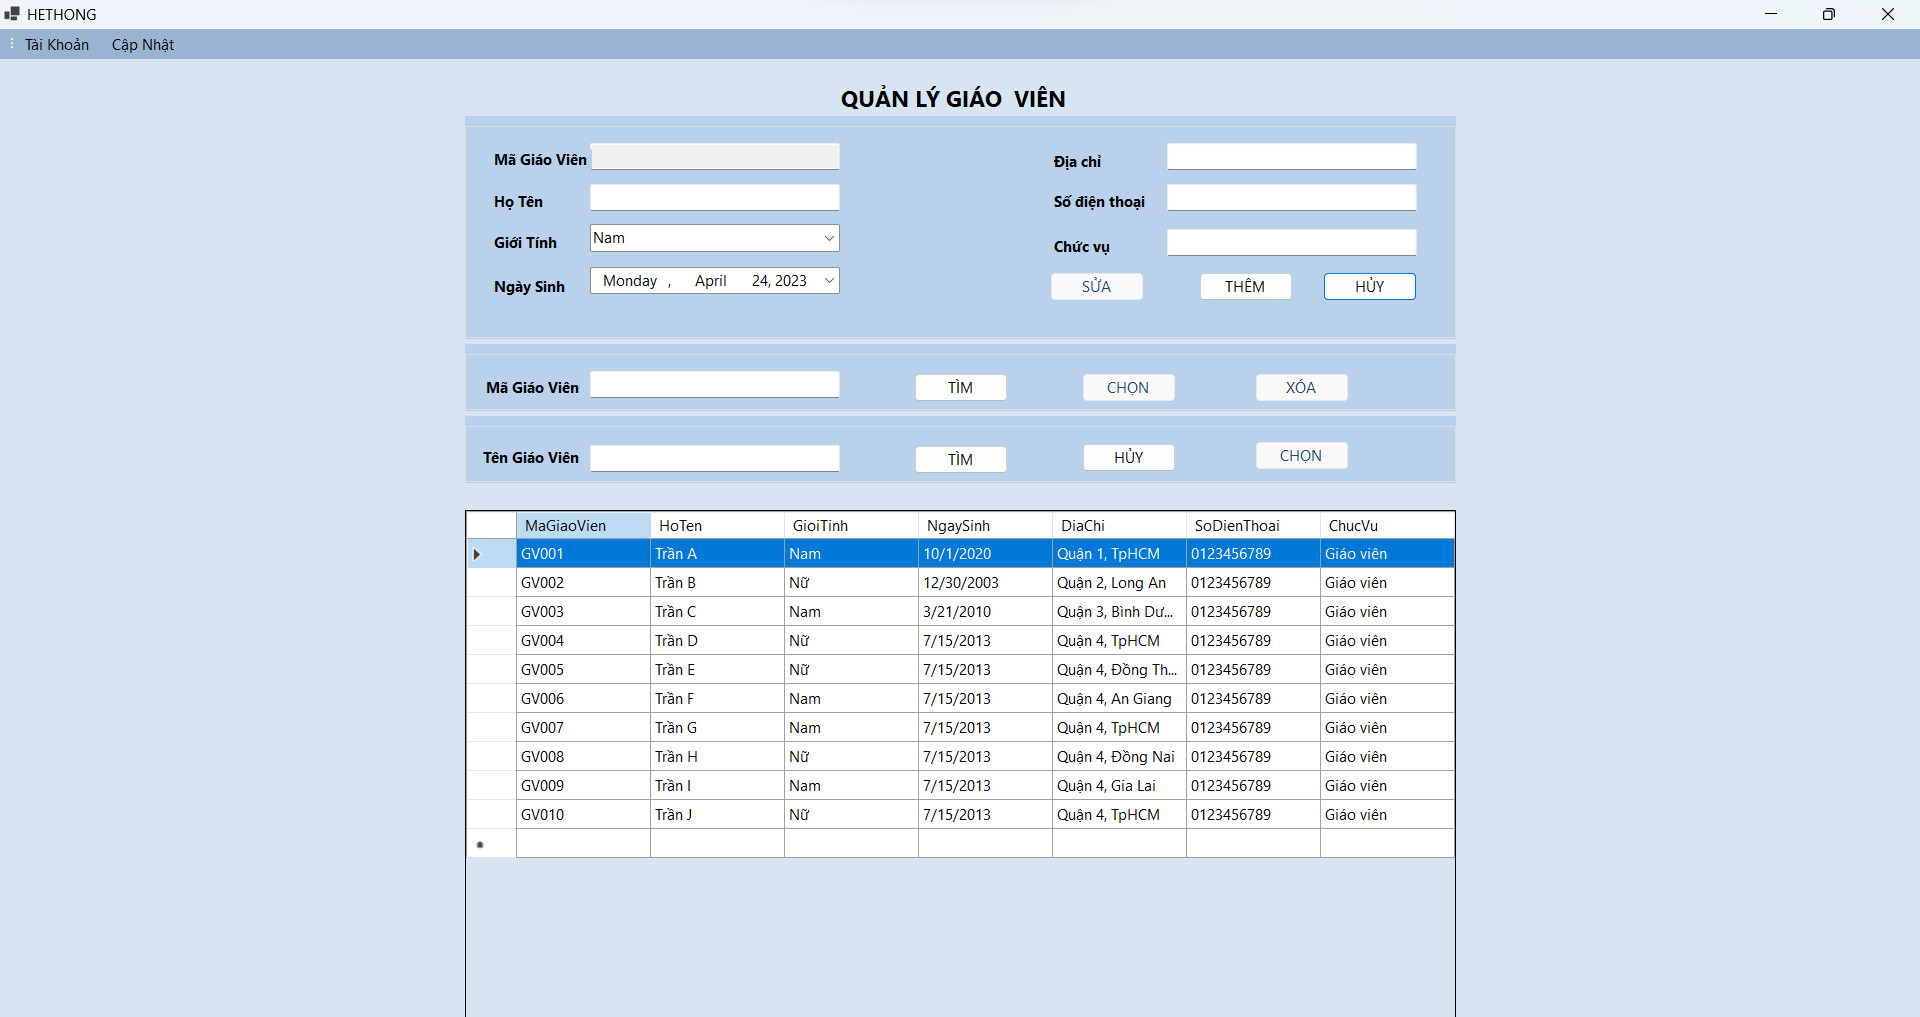 HETHONG
Tài Khoản Cập Nhật
QUẢN LÝ GIÁO VIÊN
Mã Giáo Viên
Địa chỉ
Họ Tên
Số điện thoại
Giới Tính Nam
Chức vụ
Ngày Sinh Monday , April 24, 2023
SỬA THÊM HỦY
Mã Giáo Viên TÌM CHỌN XÓA
Tên Giáo Viên TÌM HỦY CHỌN
MaGiaoVien HoTen GioiTinh NgaySinh DiaChi SoDienThoai ChucVu
GV001 Trần A Nam 10/1/2020 Quận 1, TpHCM 0123456789 Giáo viên
GV002 Trần B Nữ 12/30/2003 Quận 2, Long An 0123456789 Giáo viên
GV003 Trần C Nam 3/21/2010 Quận 3, Bình Dư... 0123456789 Giáo viên
GV004 Trần D Nữ 7/15/2013 Quận 4, TpHCM 0123456789 Giáo viên
GV005 Trần E Nữ 7/15/2013 Quận 4, Đồng Th... 0123456789 Giáo viên
GV006 Trần F Nam 7/15/2013 Quận 4, An Giang 0123456789 Giáo viên
GV007 Trần G Nam 7/15/2013 Quận 4, TpHCM 0123456789 Giáo viên
GV008 Trần H Nữ 7/15/2013 Quận 4, Đồng Nai 0123456789 Giáo viên
GV009 Trần I Nam 7/15/2013 Quận 4, Gia Lai 0123456789 Giáo viên
GV010 Trần J Nữ 7/15/2013 Quận 4, TpHCM 0123456789 Giáo viên